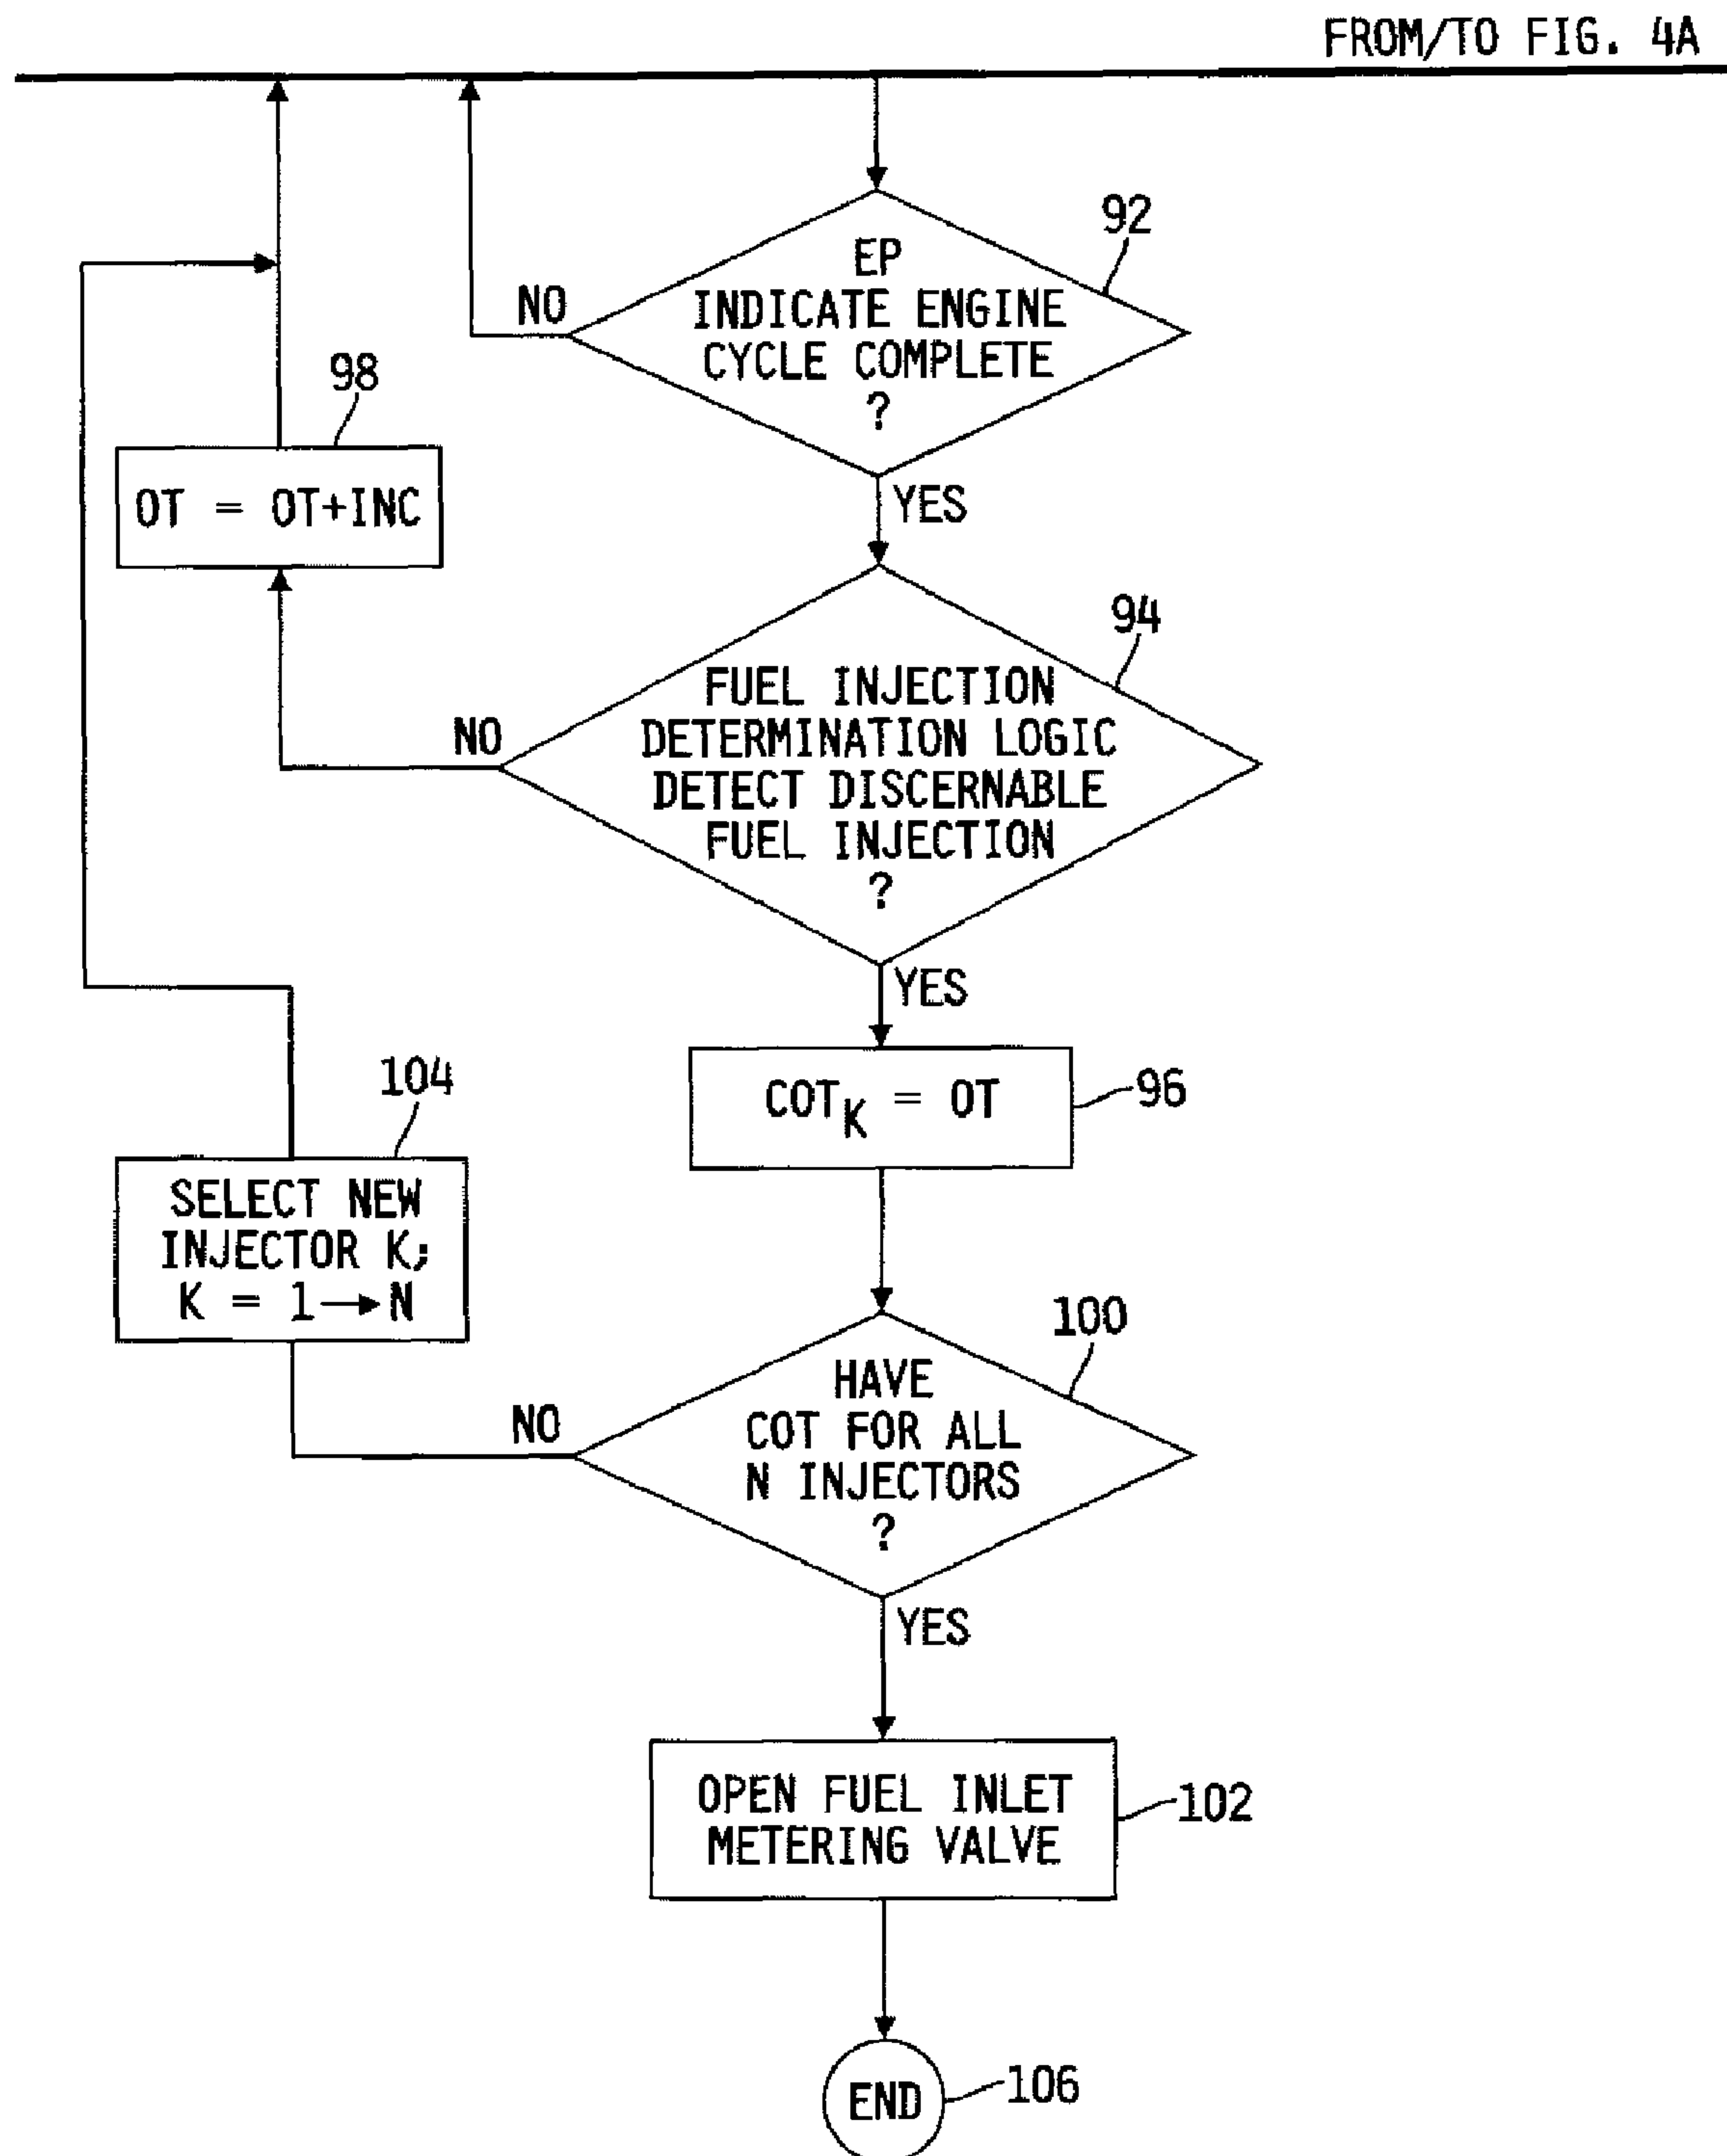 FROM/TO FIG. 4A
92
EP
INDICATE ENGINE
CYCLE COMPLETE
?
NO
YES
98
OT = OT+INC
94
FUEL INJECTION
DETERMINATION LOGIC
DETECT DISCERNABLE
FUEL INJECTION
?
NO
YES
96
COTK = OT
104
SELECT NEW
INJECTOR K;
K = 1→N
100
HAVE
COT FOR ALL
N INJECTORS
?
NO
YES
OPEN FUEL INLET
METERING VALVE
102
END
106